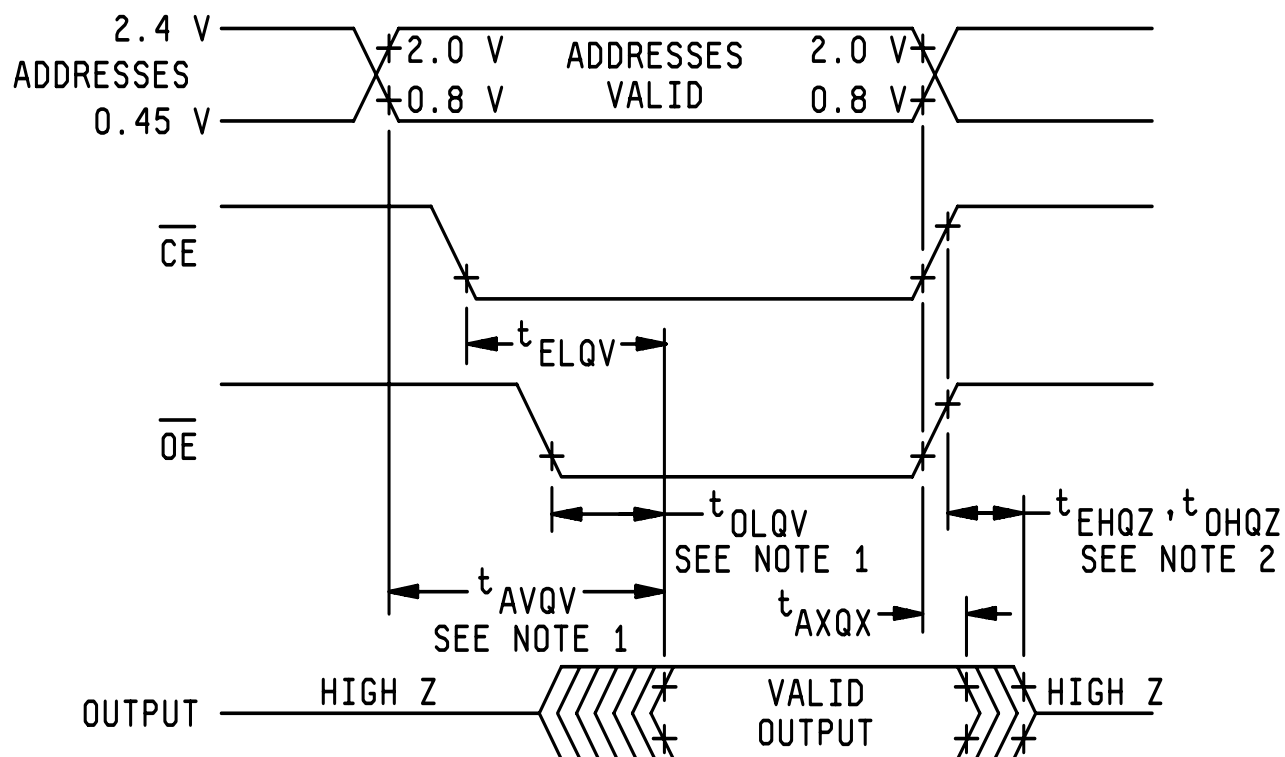 2.4 V
ADDRESSES
0.45 V
2.0 V
0.8 V
ADDRESSES
VALID
2.0 V
0.8 V
CE
tELQV
OE
tOLQV
SEE NOTE 1
tEHQZ, tOHQZ
SEE NOTE 2
tAVQV
SEE NOTE 1
tAXQX
OUTPUT
HIGH Z
VALID
OUTPUT
HIGH Z